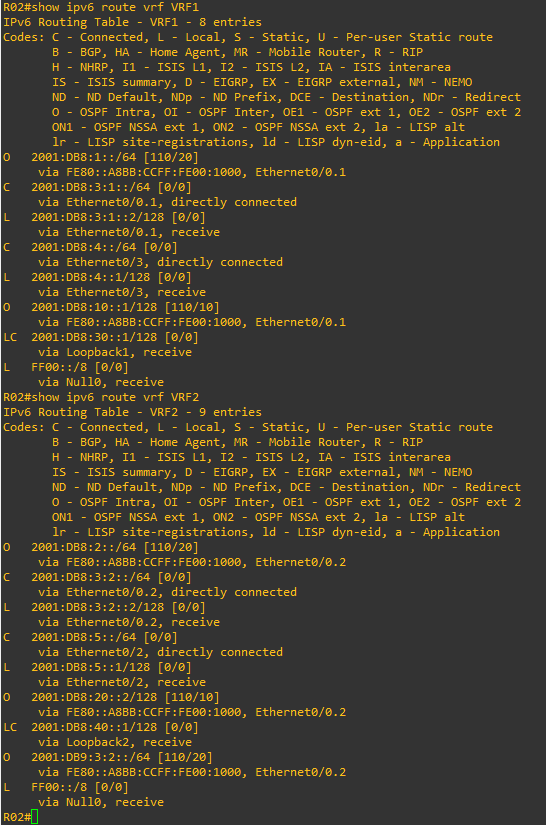 R02#show ipv6 route vrf VRF1
IPv6 Routing Table - VRF1 - 8 entries
Codes: C - Connected, L - Local, S - Static, U - Per-user Static route
B - BGP, HA - Home Agent, MR - Mobile Router, R - RIP
H - NHRP, I1 - ISIS L1, I2 - ISIS L2, IA - ISIS interarea
IS - ISIS summary, D - EIGRP, EX - EIGRP external, NM - NEMO
ND - ND Default, NDp - ND Prefix, DCE - Destination, NDr - Redirect
O - OSPF Intra, OI - OSPF Inter, OE1 - OSPF ext 1, OE2 - OSPF ext 2
ON1 - OSPF NSSA ext 1, ON2 - OSPF NSSA ext 2, la - LISP alt
lr - LISP site-registrations, ld - LISP dyn-eid, a - Application
O 2001:DB8:1::/64 [110/20]
via FE80::A8BB:CCFF:FE00:1000, Ethernet0/0.1
C 2001:DB8:3:1::/64 [0/0]
via Ethernet0/0.1, directly connected
L 2001:DB8:3:1::2/128 [0/0]
via Ethernet0/0.1, receive
C 2001:DB8:4::/64 [0/0]
via Ethernet0/3, directly connected
L 2001:DB8:4::1/128 [0/0]
via Ethernet0/3, receive
O 2001:DB8:10::1/128 [110/10]
via FE80::A8BB:CCFF:FE00:1000, Ethernet0/0.1
LC 2001:DB8:30::1/128 [0/0]
via Loopback1, receive
L FF00::/8 [0/0]
via Null0, receive
R02#show ipv6 route vrf VRF2
IPv6 Routing Table - VRF2 - 9 entries
Codes: C - Connected, L - Local, S - Static, U - Per-user Static route
B - BGP, HA - Home Agent, MR - Mobile Router, R - RIP
H - NHRP, I1 - ISIS L1, I2 - ISIS L2, IA - ISIS interarea
IS - ISIS summary, D - EIGRP, EX - EIGRP external, NM - NEMO
ND - ND Default, NDp - ND Prefix, DCE - Destination, NDr - Redirect
O - OSPF Intra, OI - OSPF Inter, OE1 - OSPF ext 1, OE2 - OSPF ext 2
ON1 - OSPF NSSA ext 1, ON2 - OSPF NSSA ext 2, la - LISP alt
lr - LISP site-registrations, ld - LISP dyn-eid, a - Application
O 2001:DB8:2::/64 [110/20]
via FE80::A8BB:CCFF:FE00:1000, Ethernet0/0.2
C 2001:DB8:3:2::/64 [0/0]
via Ethernet0/0.2, directly connected
L 2001:DB8:3:2::2/128 [0/0]
via Ethernet0/0.2, receive
C 2001:DB8:5::/64 [0/0]
via Ethernet0/2, directly connected
L 2001:DB8:5::1/128 [0/0]
via Ethernet0/2, receive
O 2001:DB8:20::2/128 [110/10]
via FE80::A8BB:CCFF:FE00:1000, Ethernet0/0.2
LC 2001:DB8:40::1/128 [0/0]
via Loopback2, receive
O 2001:DB9:3:2::/64 [110/20]
via FE80::A8BB:CCFF:FE00:1000, Ethernet0/0.2
L FF00::/8 [0/0]
via Null0, receive
R02#